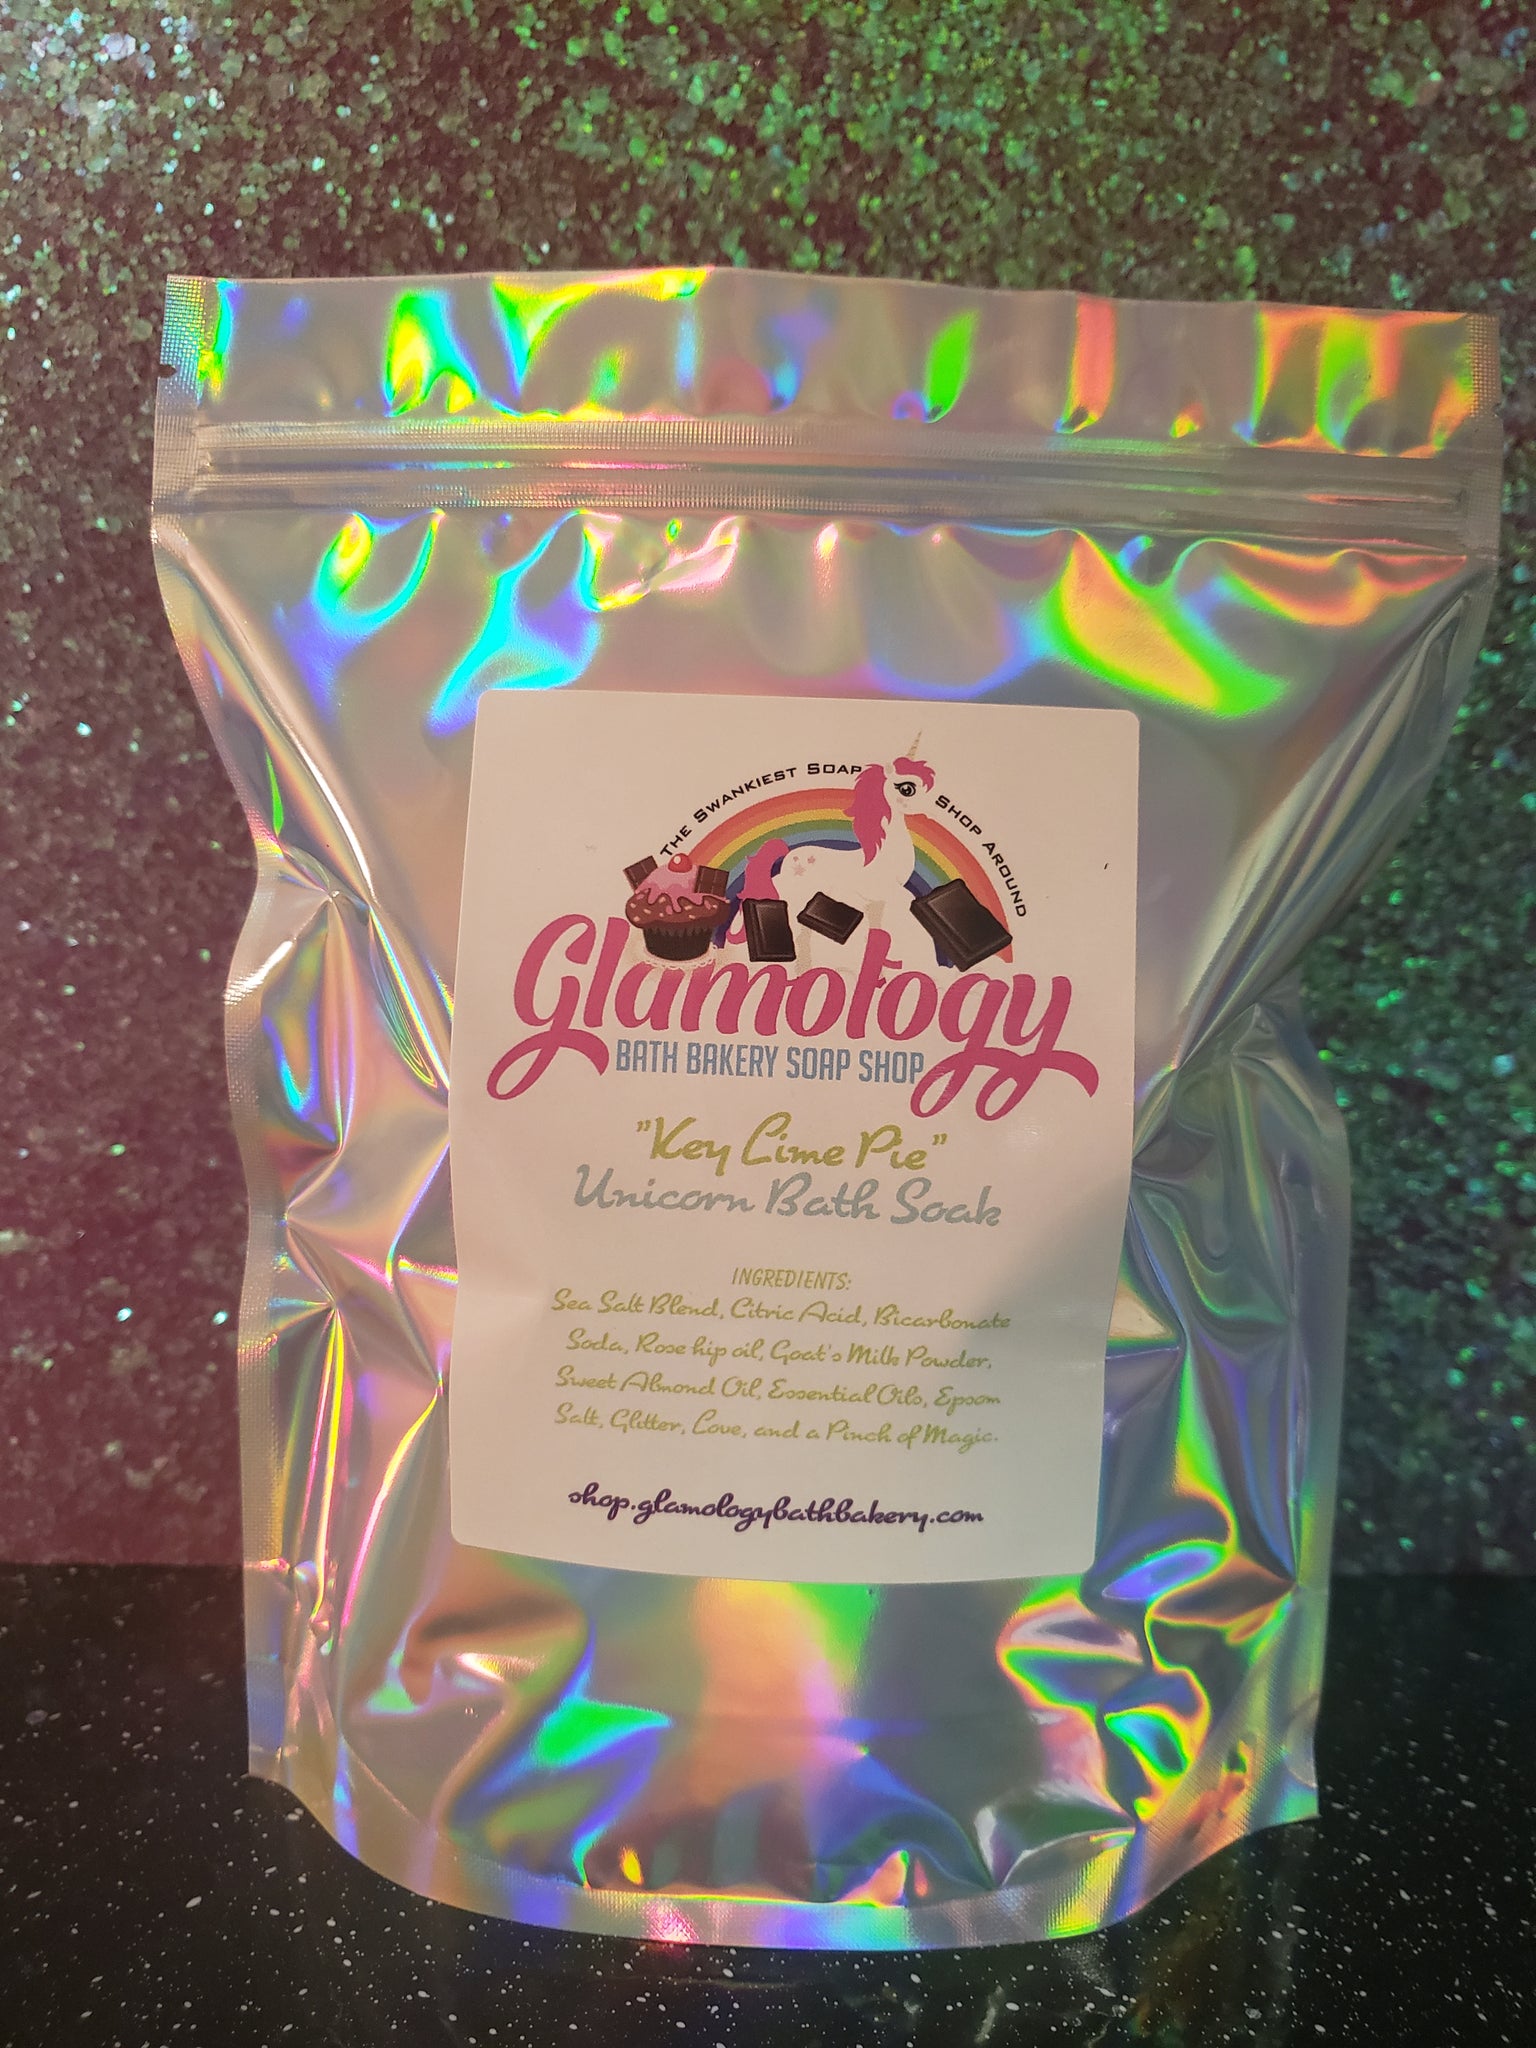 The Swankiest Soap Shop Around
Glamology
BATH BAKERY SOAP SHOP
"Key Lime Pie"
Unicorn Bath Soak
INGREDIENTS:
Sea Salt Blend, Citric Acid, Bicarbonate
Soda, Rose hip oil, Goat's Milk Powder,
Sweet Almond Oil, Essential Oils, Epsom
Salt, Glitter, Love, and a Pinch of Magic.
shop.glamologybathbakery.com